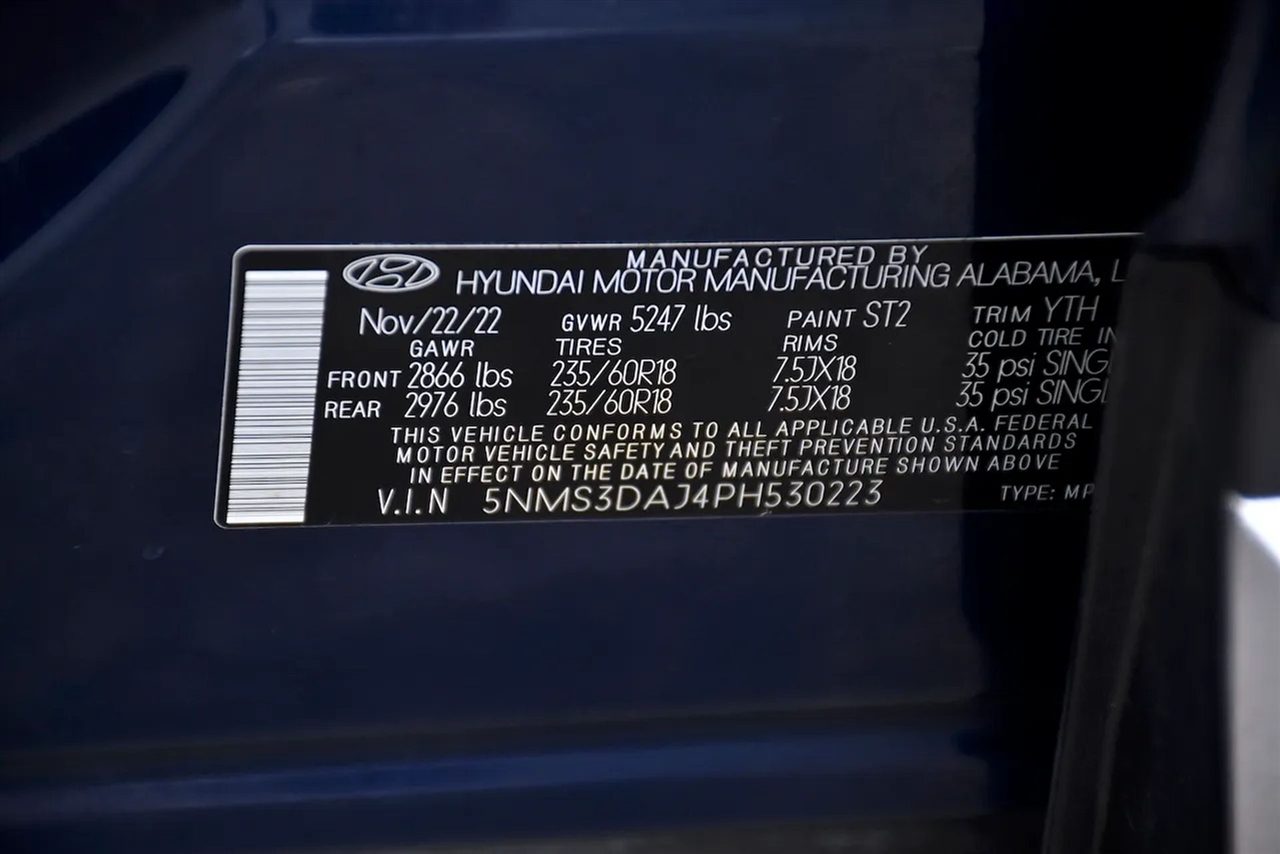 MANUFACTURED BY
HYUNDAI MOTOR MANUFACTURING ALABAMA,
Nov/22/22 GVWR 5247 lbs PAINT ST2 TRIM YTH
GAWR TIRES RIMS COLD TIRE
FRONT 2866 lbs 235/60R18 7.5JX18 35 psi
REAR 2976 lbs 235/60R18 7.5JX18 35 psi
THIS VEHICLE CONFORMS TO ALL APPLICABLE U.S.A. FEDERAL
MOTOR VEHICLE SAFETY AND THEFT PREVENTION STANDARDS
IN EFFECT ON THE DATE OF MANUFACTURE SHOWN ABOVE
V.I.N 5NMS3DAJ4PH530223 TYPE: